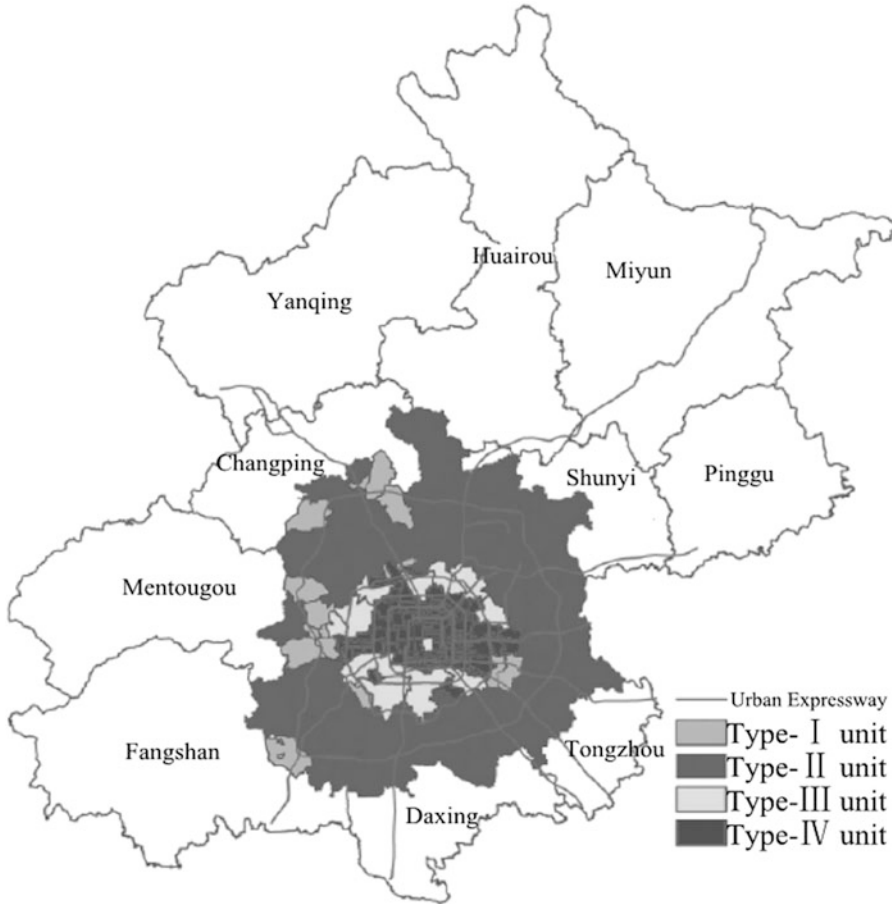 Huairou
Miyun
Yanqing
Changping
Shunyi
Pinggu
Mentougou
Fangshan
Tongzhou
Daxing
Urban Expressway
Type-Ⅰ unit
Type-Ⅱ unit
Type-Ⅲ unit
Type-Ⅳ unit